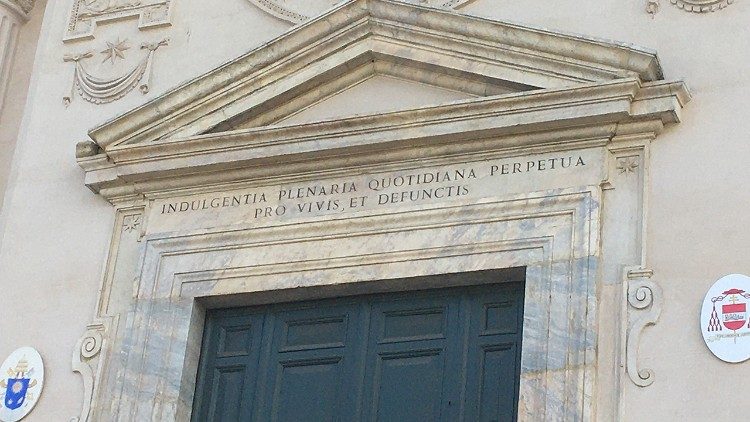 INDULGENTIA PLENARIA QUOTIDIANA PERPETUA
PRO VIVIS, ET DEFUNCTIS